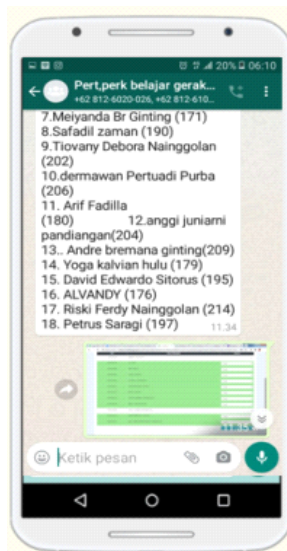 20% 06:10
Pert,perk belajar gerak...
+62 812-6020-026, +62 812-610...
7.Meiyanda Br Ginting (171)
8.Safadil zaman (190)
9.Tiovany Debora Nainggolan
(202)
10.dermawan Pertuadi Purba
(206)
11. Arif Fadilla
(180) 12.anggi juniarni
pandiangan(204)
13.. Andre bremana ginting(209)
14. Yoga kalvian hulu (179)
15. David Edwardo Sitorus (195)
16. ALVANDY (176)
17. Riski Ferdy Nainggolan (214)
18. Petrus Saragi (197) 11.34
11.35
Ketik pesan